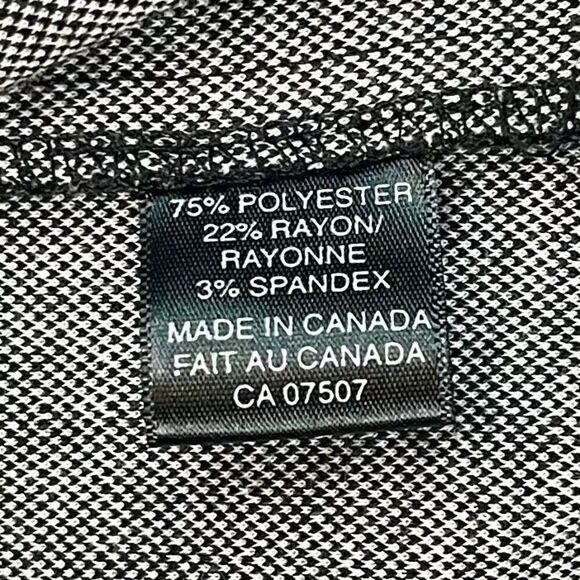 75% POLYESTER
22% RAYON/
RAYONNE
3% SPANDEX
MADE IN CANADA
FAIT AU CANADA
CA 07507